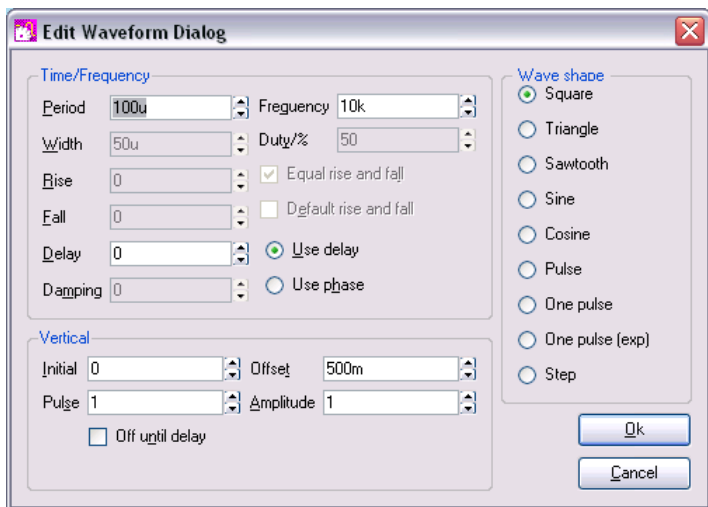 Edit Waveform Dialog
Time/Frequency
Period 100u Freguency 10k
Width 50u Duty/% 50
Rise 0 Equal rise and fall
Fall 0 Default rise and fall
Delay 0 Use delay
Damping 0 Use phase
Vertical
Initial 0 Offset 500m
Pulse 1 Amplitude 1
Off until delay
Wave shape
Square
Triangle
Sawtooth
Sine
Cosine
Pulse
One pulse
One pulse (exp)
Step
Ok
Cancel